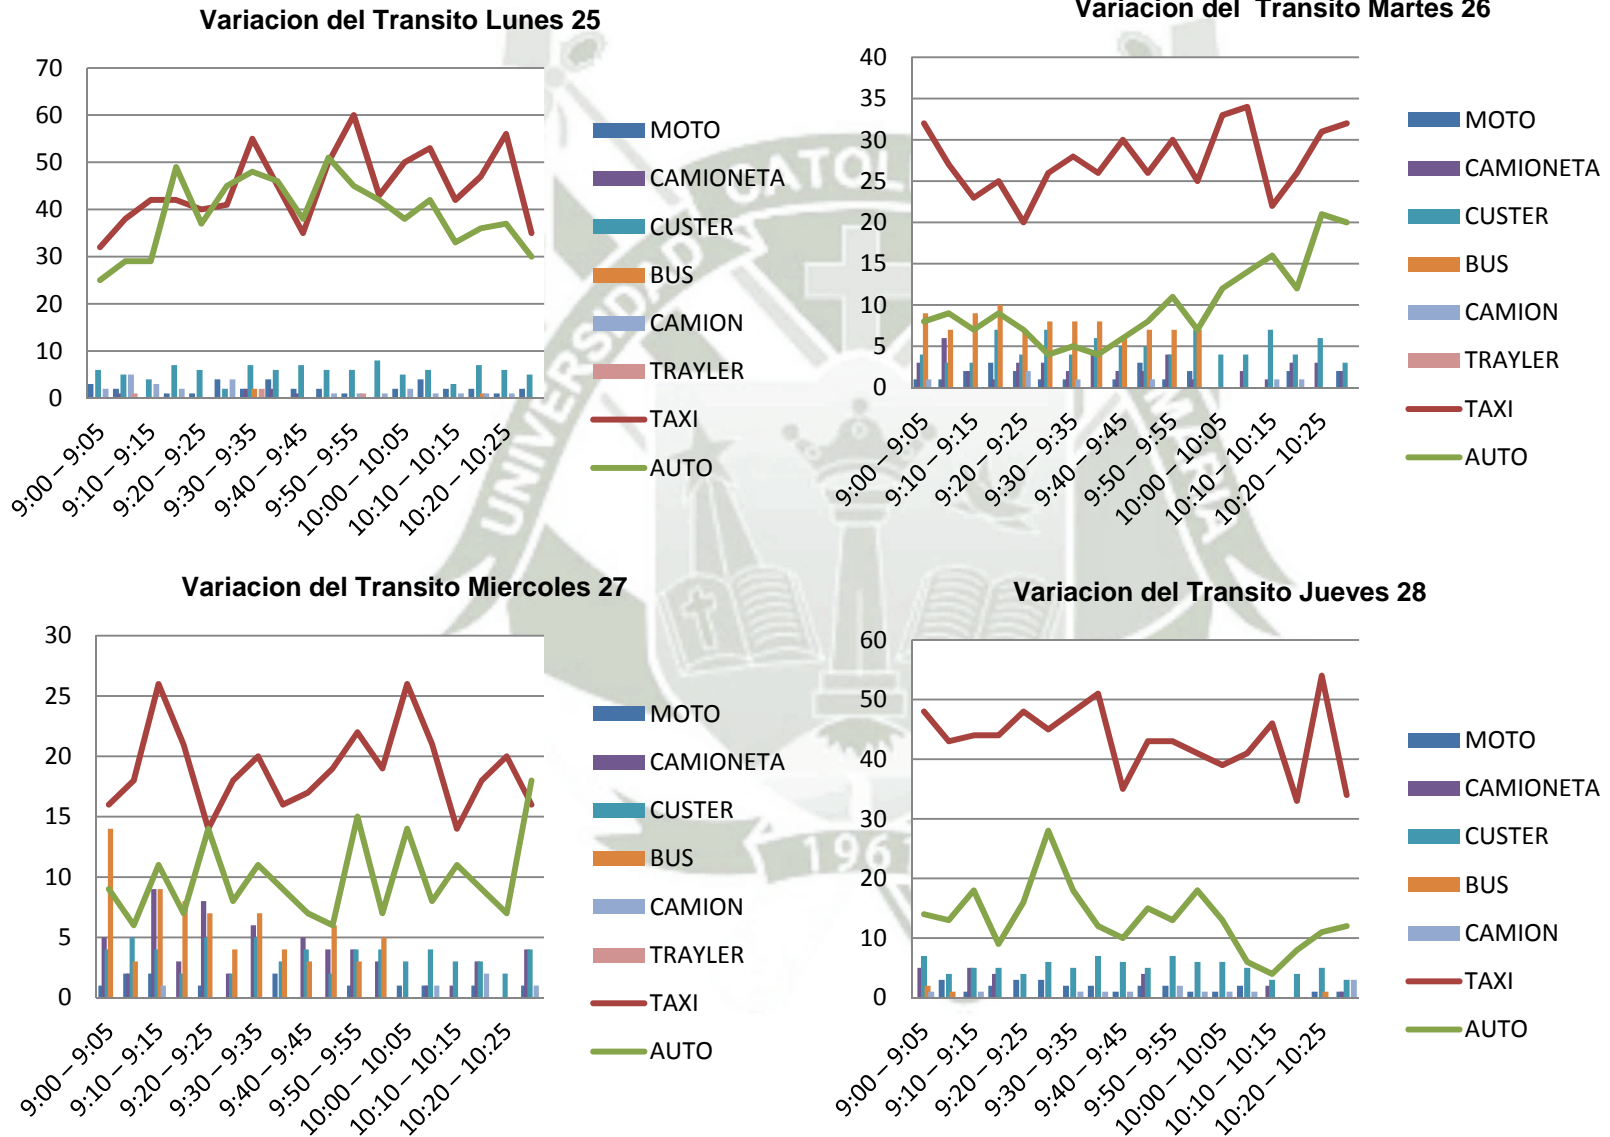 Variacion del Transito Lunes 25
70
60
50
40
30
20
10
0
9:00 – 9:05
9:10 – 9:15
9:20 – 9:25
9:30 – 9:35
9:40 – 9:45
9:50 – 9:55
10:00 – 10:05
10:10 – 10:15
10:20 – 10:25
MOTO
CAMIONETA
CUSTER
BUS
CAMION
TRAYLER
TAXI
AUTO
Variacion del Transito Martes 26
40
35
30
25
20
15
10
5
0
9:00 – 9:05
9:10 – 9:15
9:20 – 9:25
9:30 – 9:35
9:40 – 9:45
9:50 – 9:55
10:00 – 10:05
10:10 – 10:15
10:20 – 10:25
MOTO
CAMIONETA
CUSTER
BUS
CAMION
TRAYLER
TAXI
AUTO
Variacion del Transito Miercoles 27
30
25
20
15
10
5
0
9:00 – 9:05
9:10 – 9:15
9:20 – 9:25
9:30 – 9:35
9:40 – 9:45
9:50 – 9:55
10:00 – 10:05
10:10 – 10:15
10:20 – 10:25
MOTO
CAMIONETA
CUSTER
BUS
CAMION
TRAYLER
TAXI
AUTO
Variacion del Transito Jueves 28
60
50
40
30
20
10
0
9:00 – 9:05
9:10 – 9:15
9:20 – 9:25
9:30 – 9:35
9:40 – 9:45
9:50 – 9:55
10:00 – 10:05
10:10 – 10:15
10:20 – 10:25
MOTO
CAMIONETA
CUSTER
BUS
CAMION
TAXI
AUTO
UNIVERSIDAD